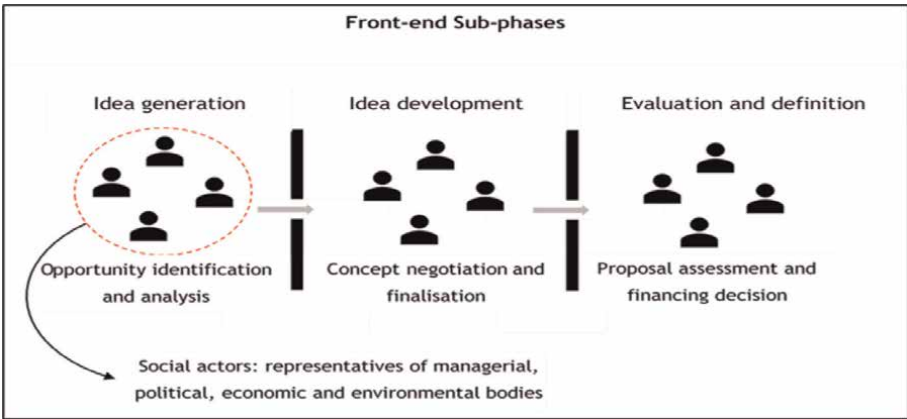 Front-end Sub-phases
Idea generation
Idea development
Evaluation and definition
Opportunity identification
and analysis
Concept negotiation and
finalisation
Proposal assessment and
financing decision
Social actors: representatives of managerial,
political, economic and environmental bodies